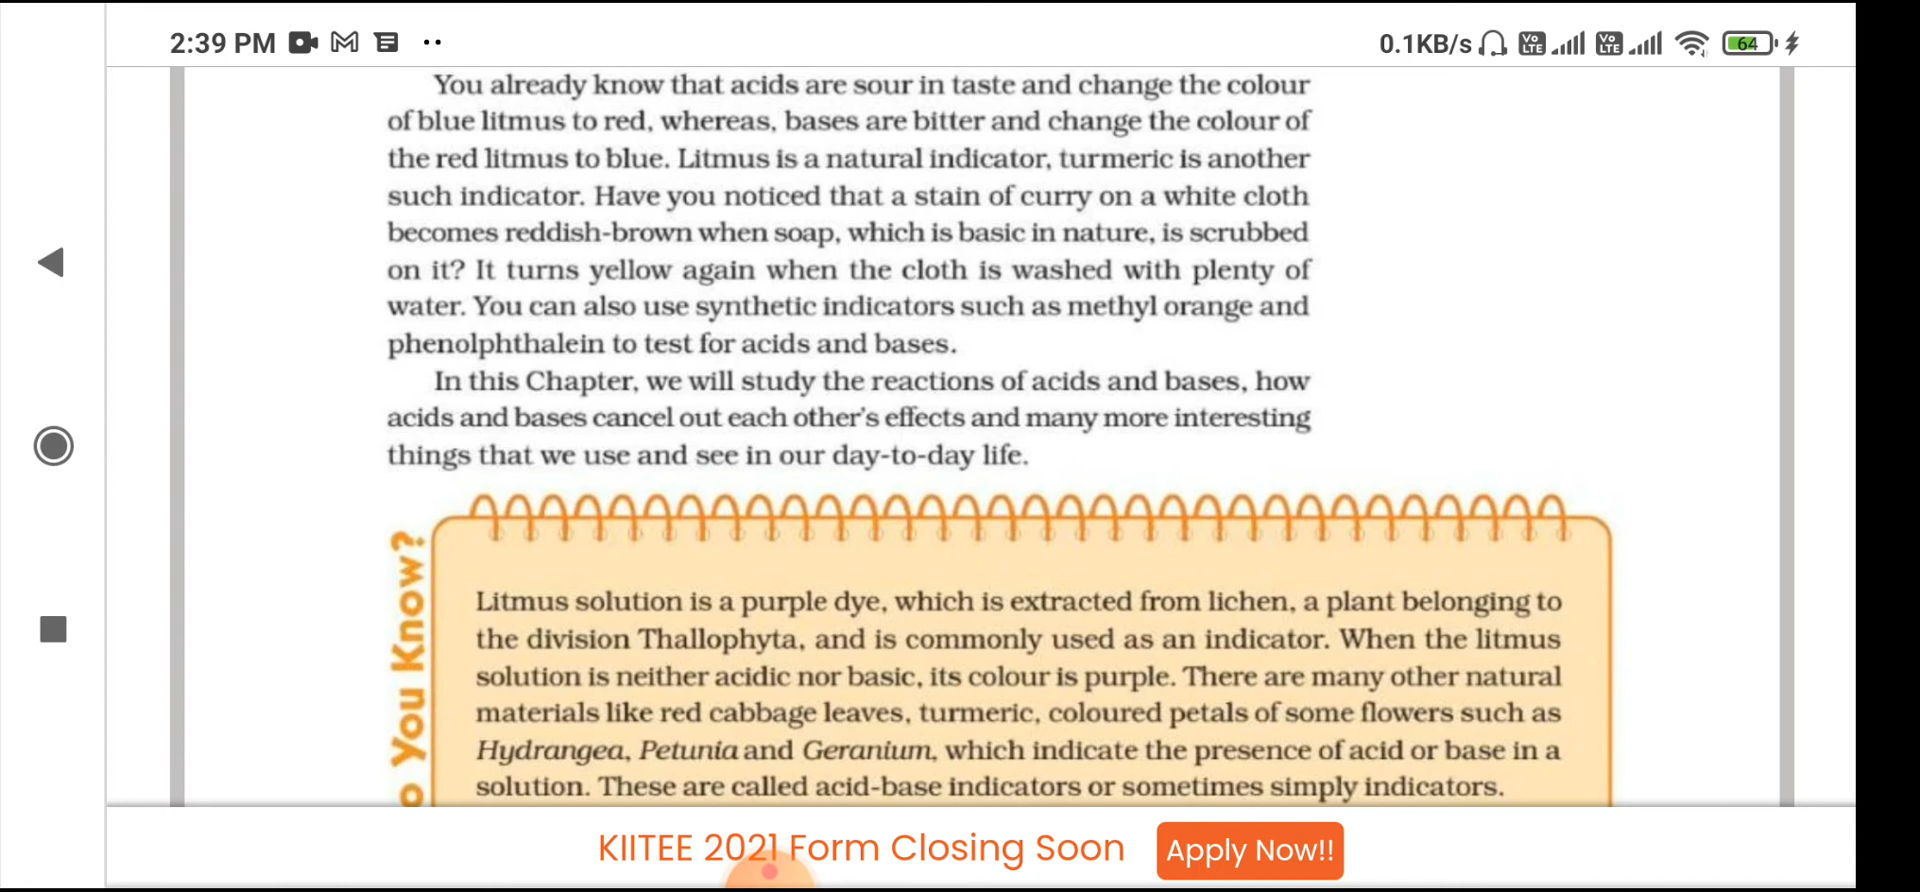 2:39 PM
0.1KB/s Vo LTE Vo LTE 64
You already know that acids are sour in taste and change the colour
of blue litmus to red, whereas, bases are bitter and change the colour of
the red litmus to blue. Litmus is a natural indicator, turmeric is another
such indicator. Have you noticed that a stain of curry on a white cloth
becomes reddish-brown when soap, which is basic in nature, is scrubbed
on it? It turns yellow again when the cloth is washed with plenty of
water. You can also use synthetic indicators such as methyl orange and
phenolphthalein to test for acids and bases.
In this Chapter, we will study the reactions of acids and bases, how
acids and bases cancel out each other's effects and many more interesting
things that we use and see in our day-to-day life.
o You Know?
Litmus solution is a purple dye, which is extracted from lichen, a plant belonging to
the division Thallophyta, and is commonly used as an indicator. When the litmus
solution is neither acidic nor basic, its colour is purple. There are many other natural
materials like red cabbage leaves, turmeric, coloured petals of some flowers such as
Hydrangea, Petunia and Geranium, which indicate the presence of acid or base in a
solution. These are called acid-base indicators or sometimes simply indicators.
KIITEE 2021 Form Closing Soon
Apply Now!!